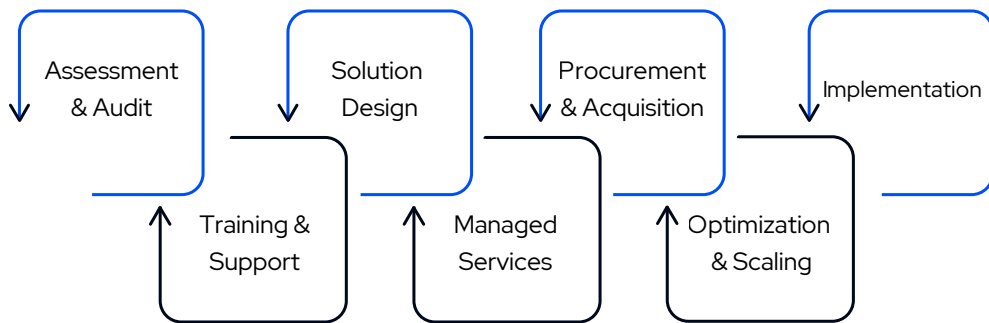 Assessment
& Audit
Solution
Design
Procurement
& Acquisition
Implementation
Training &
Support
Managed
Services
Optimization
& Scaling